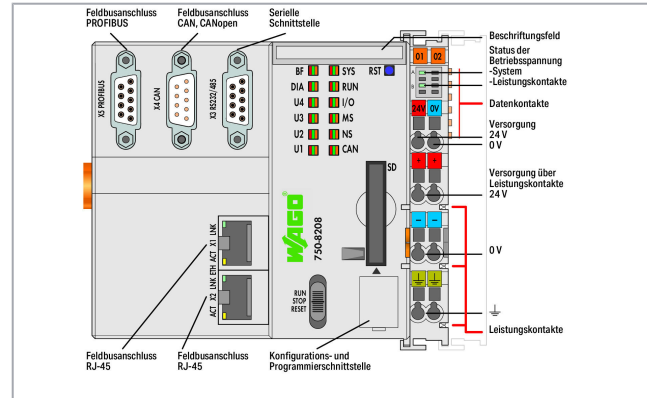 Feldbusanschluss
PROFIBUS
Feldbusanschluss
CAN, CANopen
Serielle
Schnittstelle
Beschriftungsfeld
Status der
Betriebsspannung
-System
-Leistungskontakte
Datenkontakte
Versorgung
24 V
0 V
Versorgung über
Leistungskontakte
24 V
0 V
Leistungskontakte
X5 PROFIBUS
X4 CAN
X3 RS232/485
BF SYS RST
DIA RUN
U4 I/O
U3 MS
U2 NS
U1 CAN
SD
WAGO
750-8208
RUN
STOP
RESET
ACT X1 LNK
ETH
ACT X2 LNK
01 02
A
B
24V 0V
+ +
− −
Feldbusanschluss
RJ-45
Feldbusanschluss
RJ-45
Konfigurations- und
Programmierschnittstelle